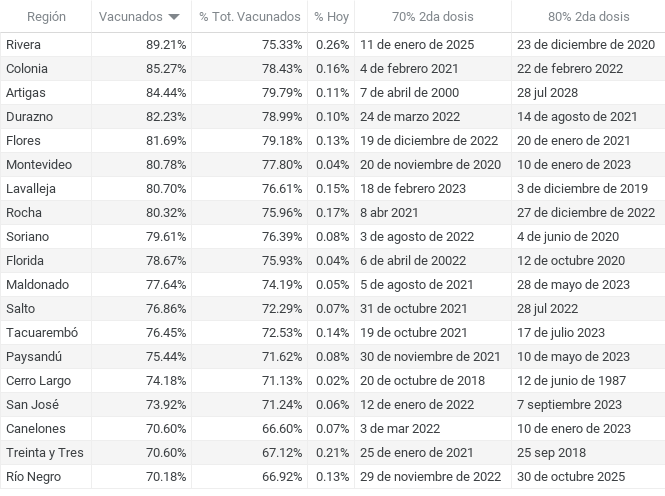 Región Vacunados % Tot. Vacunados % Hoy 70% 2da dosis 80% 2da dosis
Rivera 89.21% 75.33% 0.26% 11 de enero de 2025 23 de diciembre de 2020
Colonia 85.27% 78.43% 0.16% 4 de febrero 2021 22 de febrero 2022
Artigas 84.44% 79.79% 0.11% 7 de abril de 2000 28 jul 2028
Durazno 82.23% 78.99% 0.10% 24 de marzo 2022 14 de agosto de 2021
Flores 81.69% 79.18% 0.13% 19 de diciembre de 2022 20 de enero de 2021
Montevideo 80.78% 77.80% 0.04% 20 de noviembre de 2020 10 de enero de 2023
Lavalleja 80.70% 76.61% 0.15% 18 de febrero 2023 3 de diciembre de 2019
Rocha 80.32% 75.96% 0.17% 8 abr 2021 27 de diciembre de 2022
Soriano 79.61% 76.39% 0.08% 3 de agosto de 2022 4 de junio de 2020
Florida 78.67% 75.93% 0.04% 6 de abril de 20022 12 de octubre 2020
Maldonado 77.64% 74.19% 0.05% 5 de agosto de 2021 28 de mayo de 2023
Salto 76.86% 72.29% 0.07% 31 de octubre 2021 28 jul 2022
Tacuarembó 76.45% 72.53% 0.14% 19 de octubre 2021 17 de julio 2023
Paysandú 75.44% 71.62% 0.08% 30 de noviembre de 2021 10 de mayo de 2023
Cerro Largo 74.18% 71.13% 0.02% 20 de octubre de 2018 12 de junio de 1987
San José 73.92% 71.24% 0.06% 12 de enero de 2022 7 septiembre de 2023
Canelones 70.60% 66.60% 0.07% 3 de mar 2022 10 de enero de 2023
Treinta y Tres 70.60% 67.12% 0.21% 25 de enero de 2021 25 sep 2018
Río Negro 70.18% 66.92% 0.13% 29 de noviembre de 2022 30 de octubre 2025